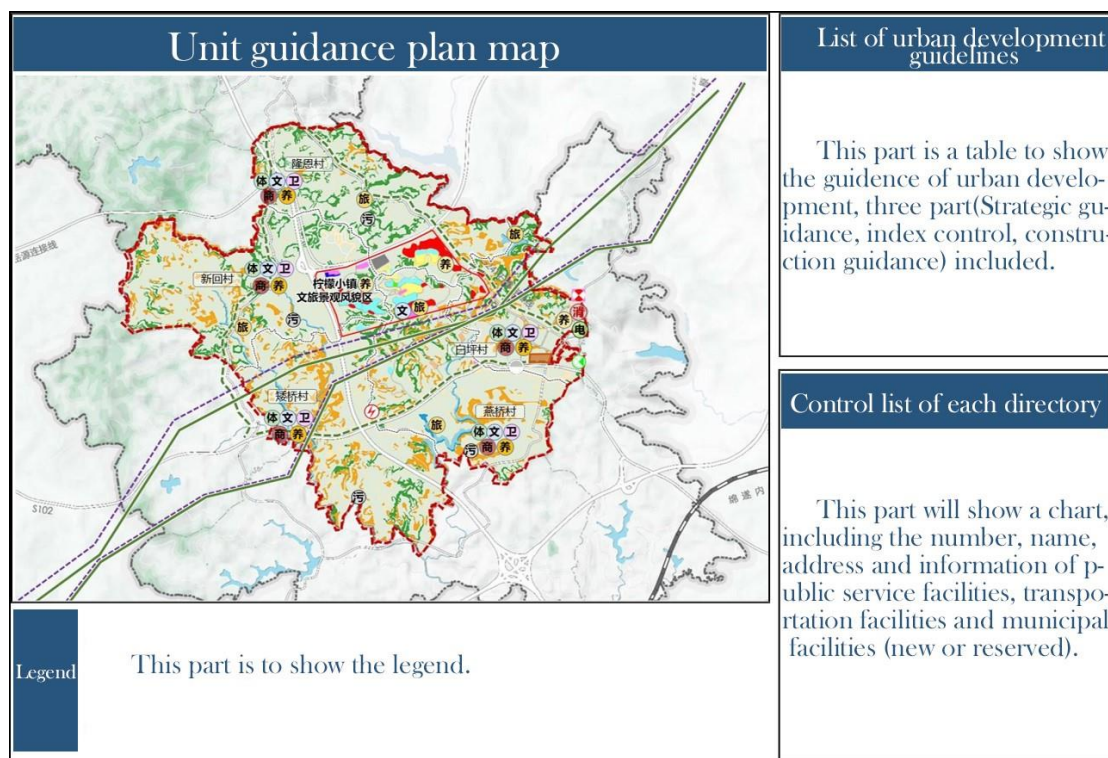 Unit guidance plan map
隆恩村
体 文 卫
商 养
旅
污
旅
体 文 卫
新回村
商 养
养
柠檬小镇 养
文旅景观风貌区
文 旅
旅
污
消
养 电
体 文 卫
白坪村
商 养
矮桥村
燕桥村
体 文 卫
商 养
旅
体 文 卫
污 商 养
污
S102
绵遂内
Legend
This part is to show the legend.
List of urban development
guidelines
This part is a table to show
the guidence of urban develo-
pment, three part(Strategic gu-
idance, index control, constru-
ction guidance) included.
Control list of each directory
This part will show a chart,
including the number, name,
address and information of p-
ublic service facilities, transpo-
rtation facilities and municipal
facilities (new or reserved).